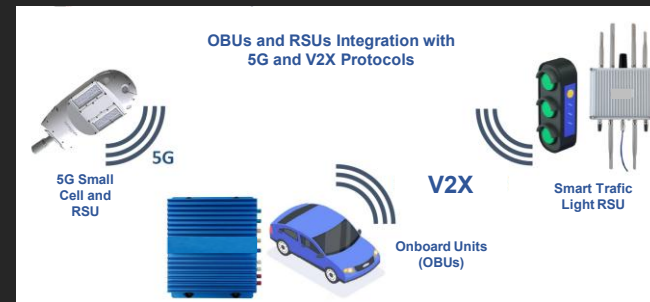 OBUs and RSUs Integration with
5G and V2X Protocols
5G
5G Small
Cell and
RSU
V2X
Smart Trafic
Light RSU
Onboard Units
(OBUs)